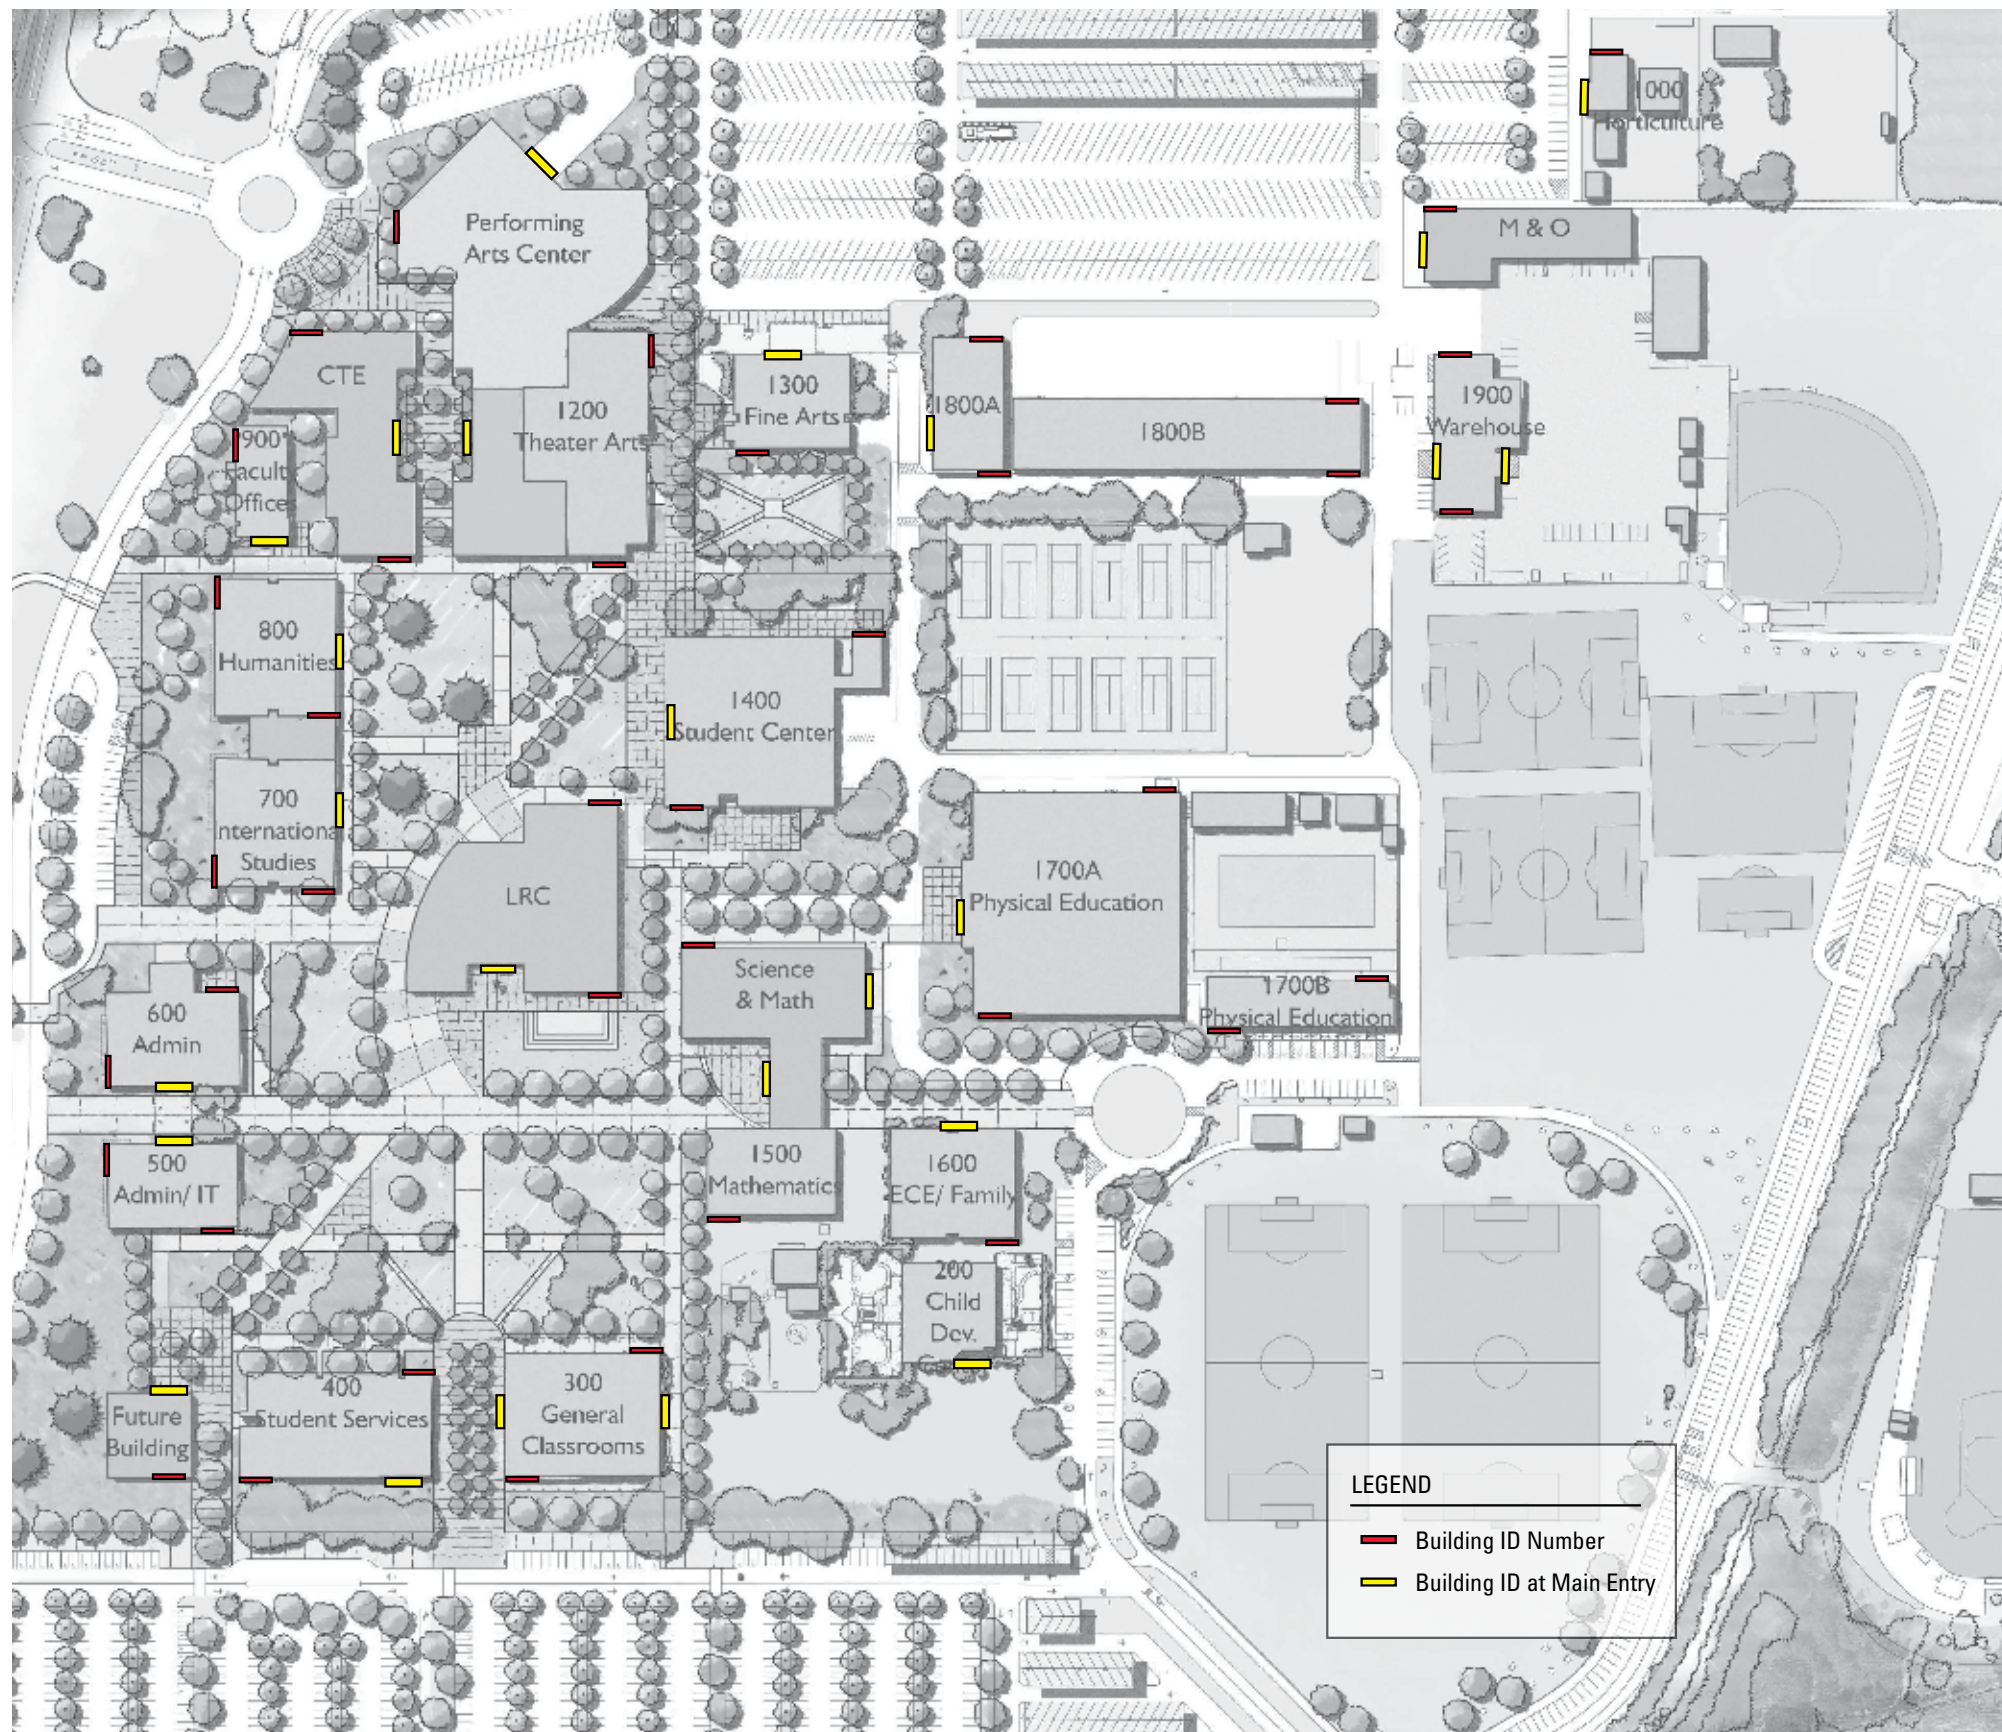 1000
Horticulture
Performing
Arts Center
M & O
CTE
1200
Theater Arts
1300
Fine Arts
1800A
1800B
1900
Warehouse
900
Faculty
Offices
800
Humanities
1400
Student Center
700
International
Studies
LRC
1700A
Physical Education
Science
& Math
1700B
Physical Education
600
Admin
500
Admin/ IT
1500
Mathematics
1600
ECE/ Family
200
Child
Dev.
400
Student Services
300
General
Classrooms
Future
Building
LEGEND
Building ID Number
Building ID at Main Entry